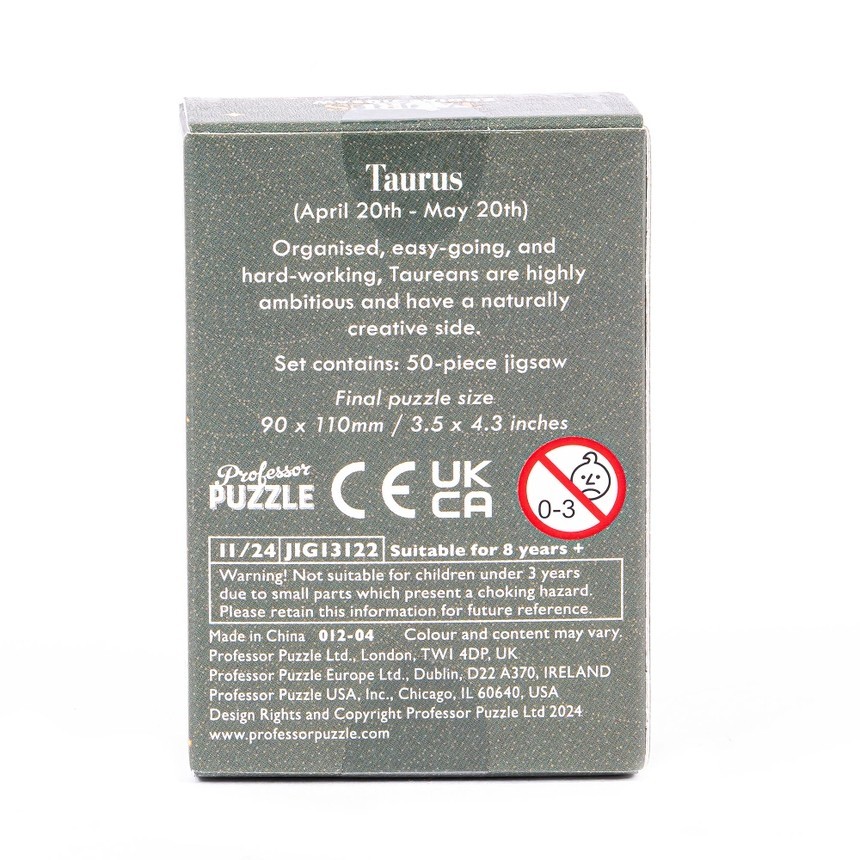 Taurus
(April 20th - May 20th)
Organised, easy-going, and
hard-working, Taureans are highly
ambitious and have a naturally
creative side.
Set contains: 50-piece jigsaw
Final puzzle size
90 x 110mm / 3.5 x 4.3 inches
Professor
PUZZLE
CE
UK
CA
0-3
11/24 JIG13122 Suitable for 8 years +
Warning! Not suitable for children under 3 years
due to small parts which present a choking hazard.
Please retain this information for future reference.
Made in China 012-04 Colour and content may vary.
Professor Puzzle Ltd., London, TW1 4DP, UK
Professor Puzzle Europe Ltd., Dublin, D22 A370, IRELAND
Professor Puzzle USA, Inc., Chicago, IL 60640, USA
Design Rights and Copyright Professor Puzzle Ltd 2024
www.professorpuzzle.com